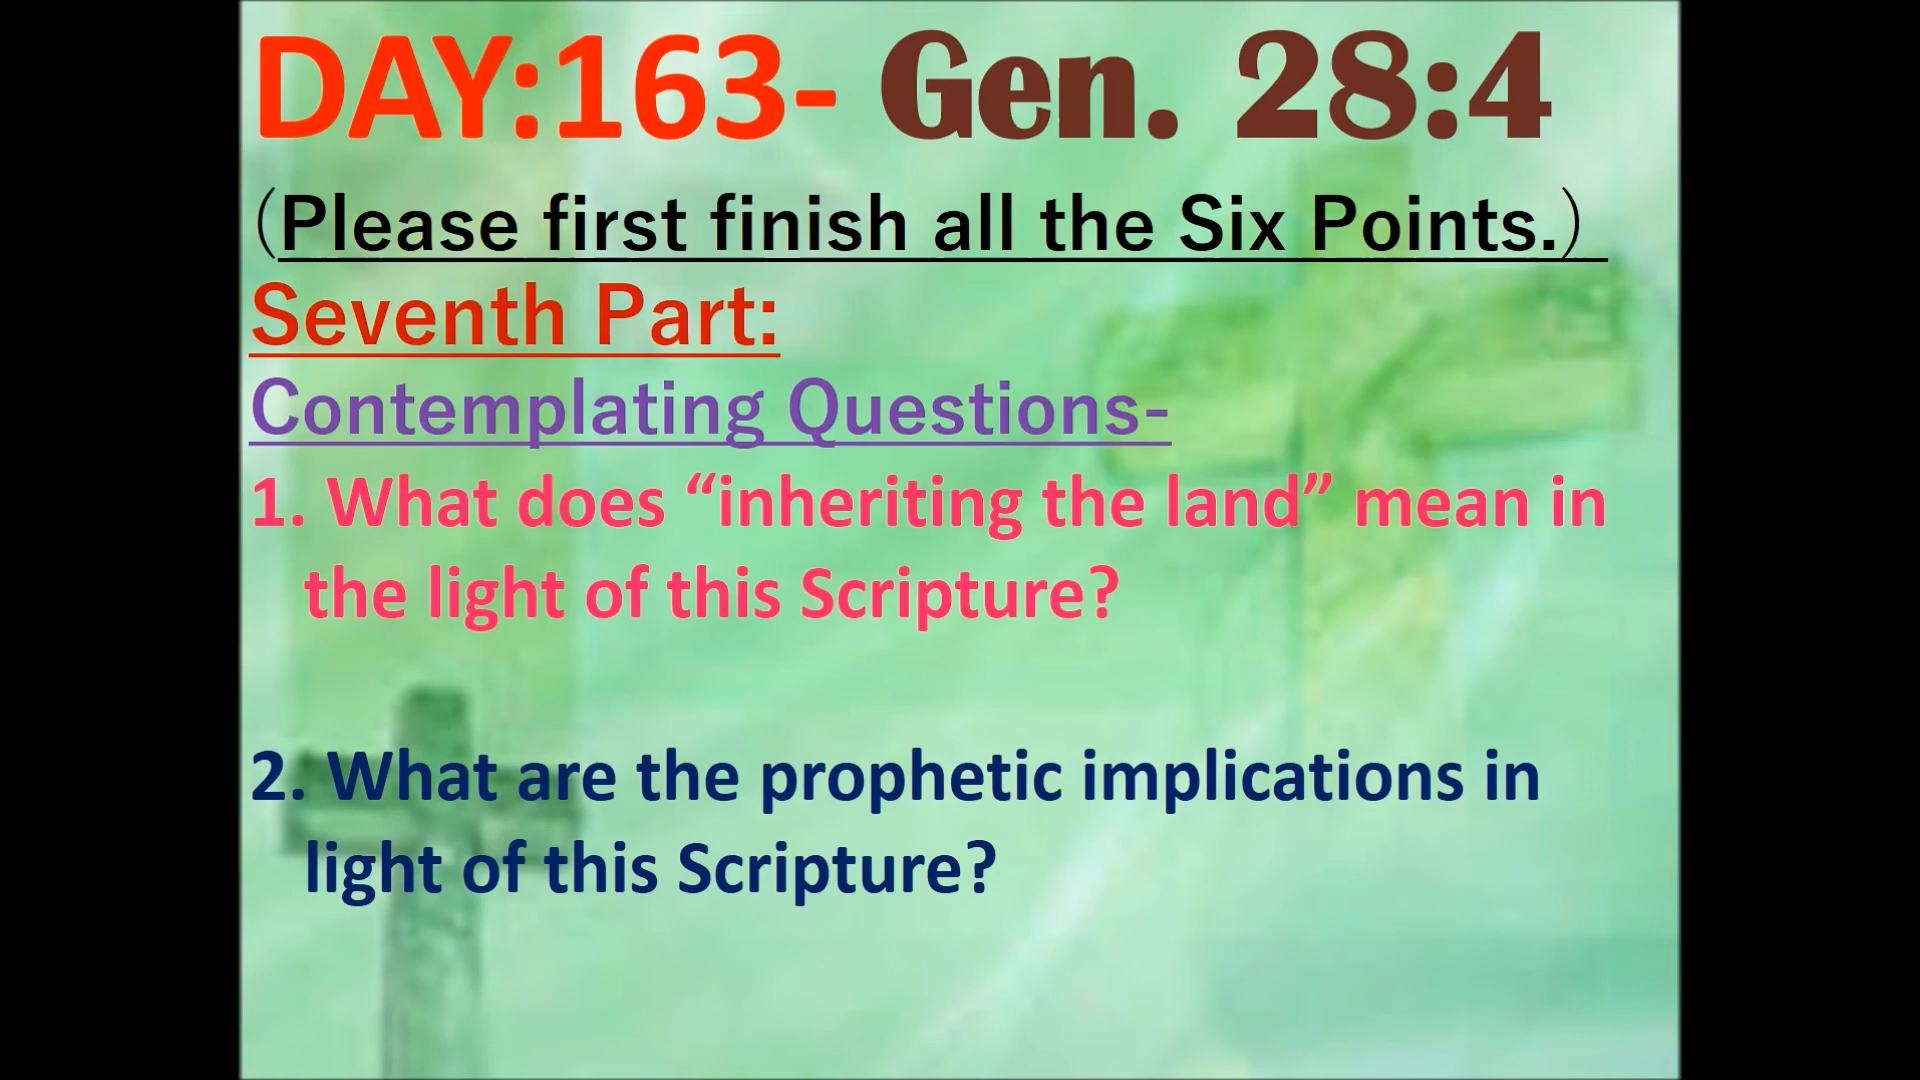 DAY:163- Gen. 28:4
(Please first finish all the Six Points.)
Seventh Part:
Contemplating Questions-
1. What does “inheriting the land” mean in
the light of this Scripture?
2. What are the prophetic implications in
light of this Scripture?